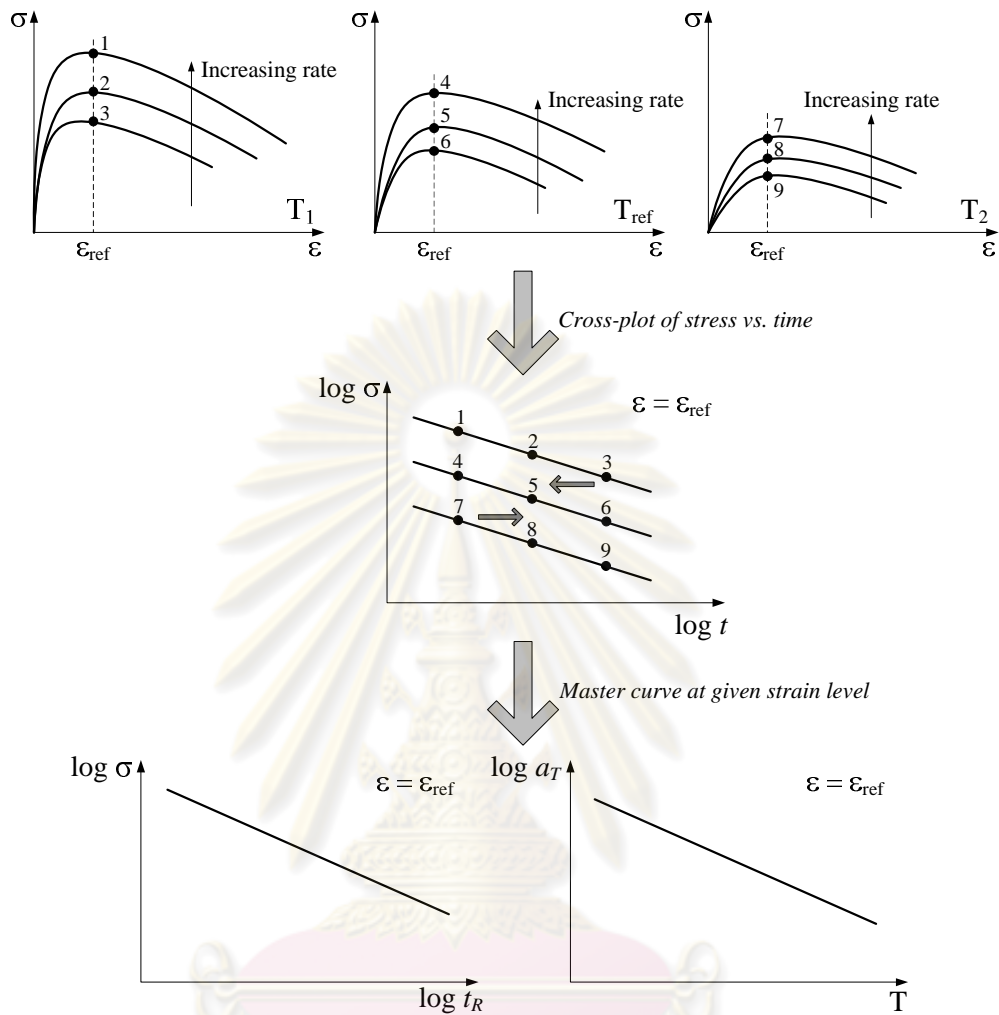 σ
1
2
3
Increasing rate
T1
εref
ε
σ
4
5
6
Increasing rate
Tref
εref
ε
σ
7
8
9
Increasing rate
T2
εref
ε
Cross-plot of stress vs. time
log σ
ε = εref
1
2
3
4
5
6
7
8
9
log t
Master curve at given strain level
log σ
ε = εref
log tR
log aT
ε = εref
T